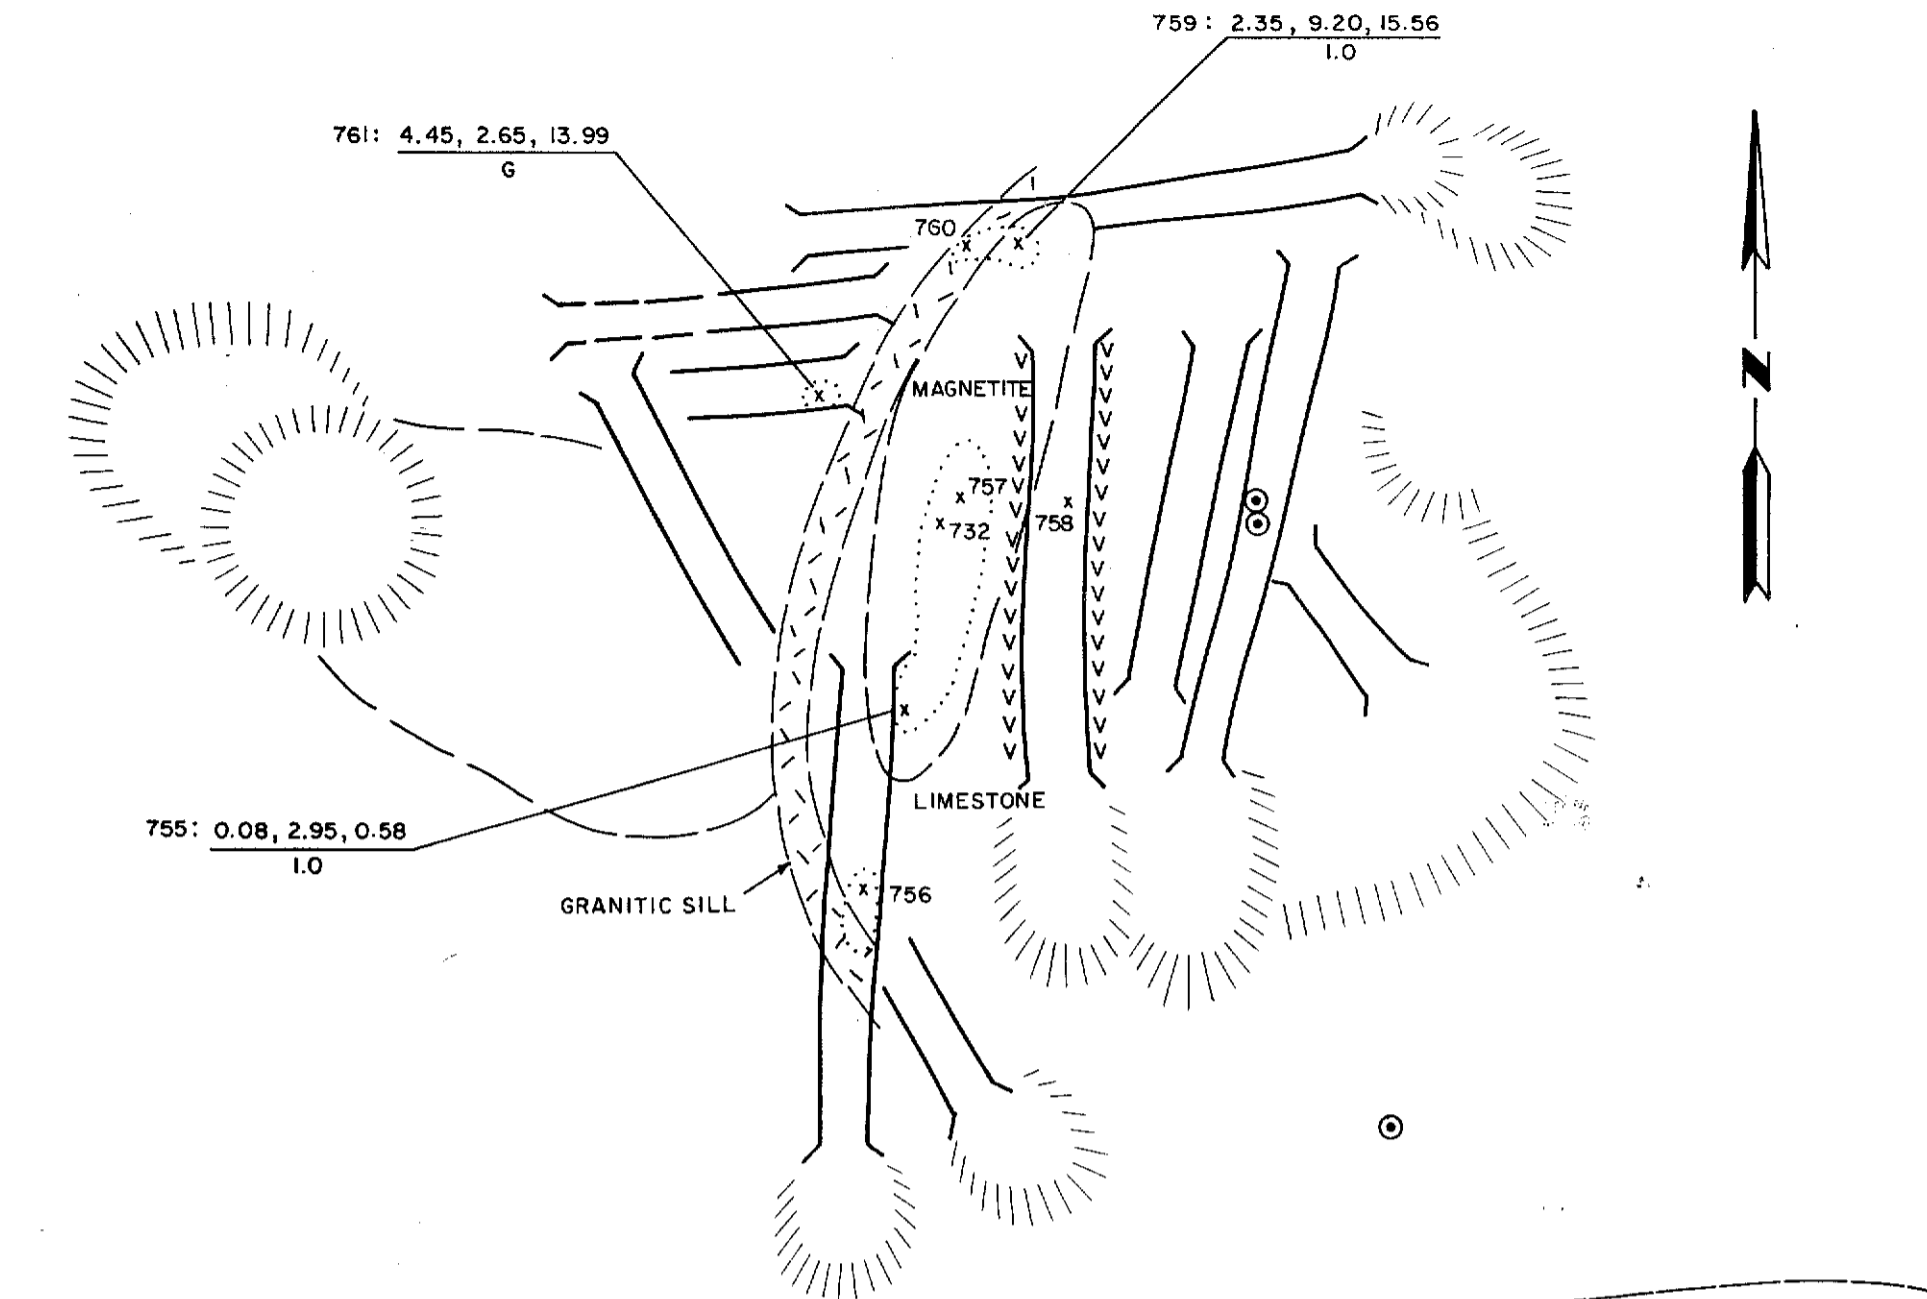 759: 2.35, 9.20, 15.56
1.0
761: 4.45, 2.65, 13.99
G
760
N
MAGNETITE
757
732
758
LIMESTONE
755: 0.08, 2.95, 0.58
1.0
756
GRANITIC SILL